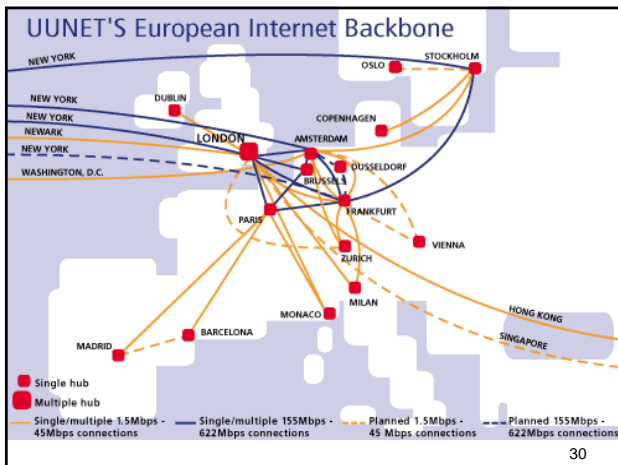 UUNET'S European Internet Backbone
NEW YORK
OSLO
STOCKHOLM
NEW YORK
DUBLIN
NEW YORK
COPENHAGEN
NEWARK
LONDON
AMSTERDAM
NEW YORK
DUSSELDORF
WASHINGTON, D.C.
BRUSSELS
PARIS
FRANKFURT
VIENNA
ZURICH
MILAN
MONACO
HONG KONG
BARCELONA
MADRID
SINGAPORE
Single hub
Multiple hub
Single/multiple 1.5Mbps -
45Mbps connections
Single/multiple 155Mbps -
622Mbps connections
Planned 1.5Mbps -
45 Mbps connections
Planned 155Mbps -
622Mbps connections
30